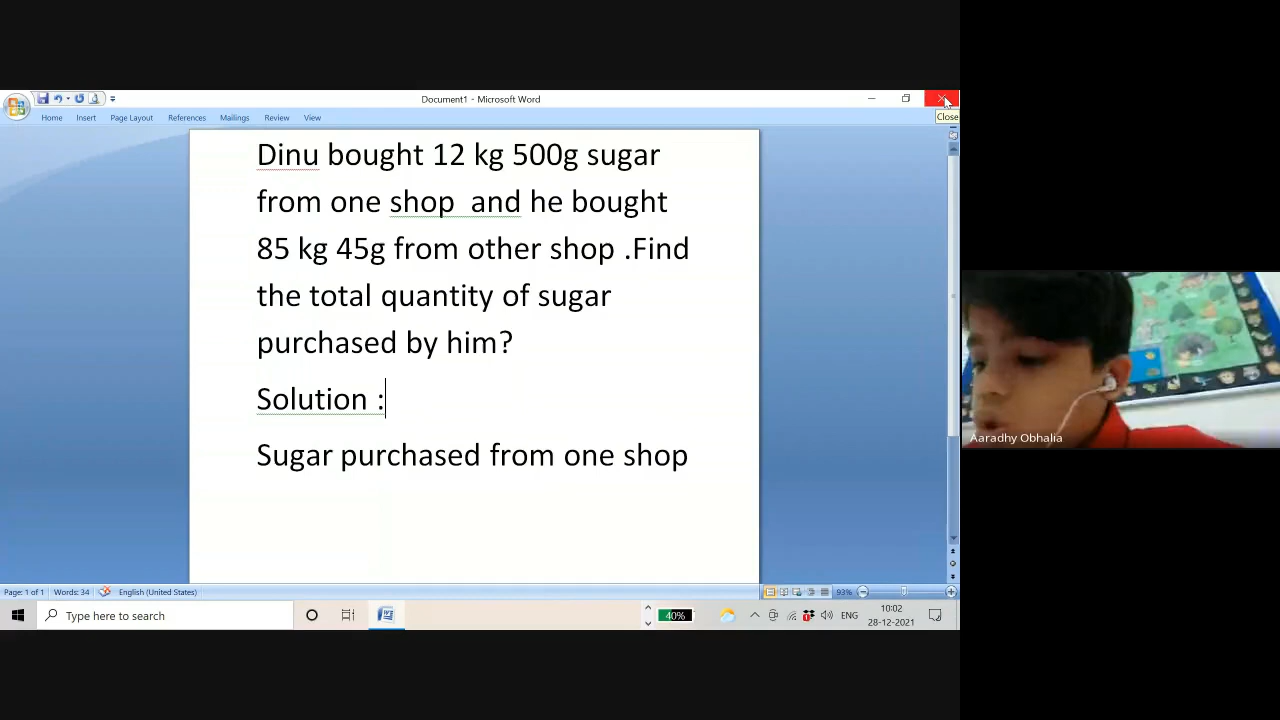 Document1 - Microsoft Word
Close
Home Insert Page Layout References Mailings Review View
Dinu bought 12 kg 500g sugar
from one shop and he bought
85 kg 45g from other shop .Find
the total quantity of sugar
purchased by him?
Solution :
Sugar purchased from one shop
Aaradhy Obhalia
Page: 1 of 1 Words: 34 English (United States) 93%
Type here to search
40%
ENG
10:02
28-12-2021